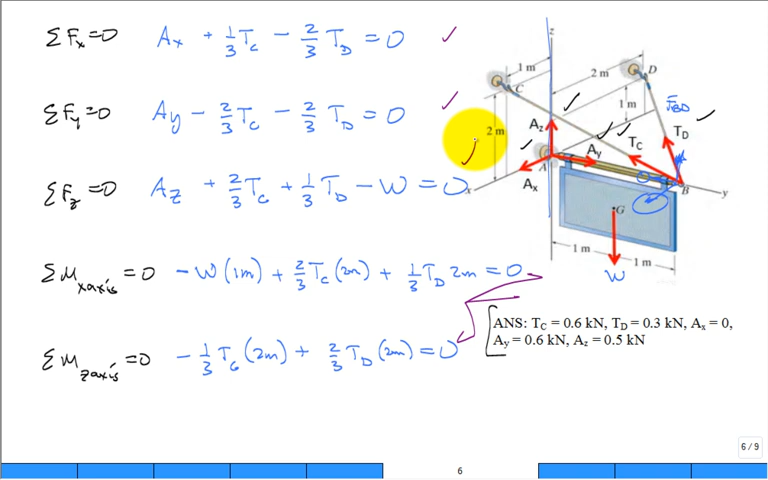 ΣFx=0 Ax + 1/3 Tc − 2/3 TD = 0 ✓
ΣFy=0 Ay − 2/3 Tc − 2/3 TD = 0 ✓
ΣFz=0 Az + 2/3 Tc + 1/3 TD − W = 0 ✓
ΣMxaxis = 0 −W(1m) + 2/3 Tc(2m) + 1/3 TD 2m = 0
ΣMzaxis = 0 −1/3 Tc(2m) + 2/3 TD(2m) = 0
z
1 m
2 m
C
D
1 m
TBD
2 m
Az
TD
Tc
Ay
A
x
Ax
B
y
G
1 m
1 m
W
ANS: TC = 0.6 kN, TD = 0.3 kN, Ax = 0,
Ay = 0.6 kN, Az = 0.5 kN
6/9
6